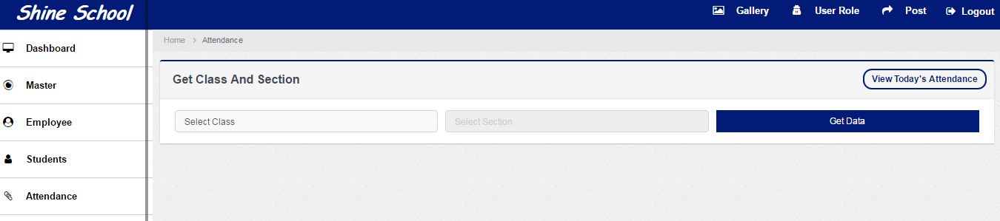 Shine School
Gallery
User Role
Post
Logout
Home > Attendance
Dashboard
Master
Employee
Students
Attendance
Get Class And Section
View Today's Attendance
Select Class
Select Section
Get Data